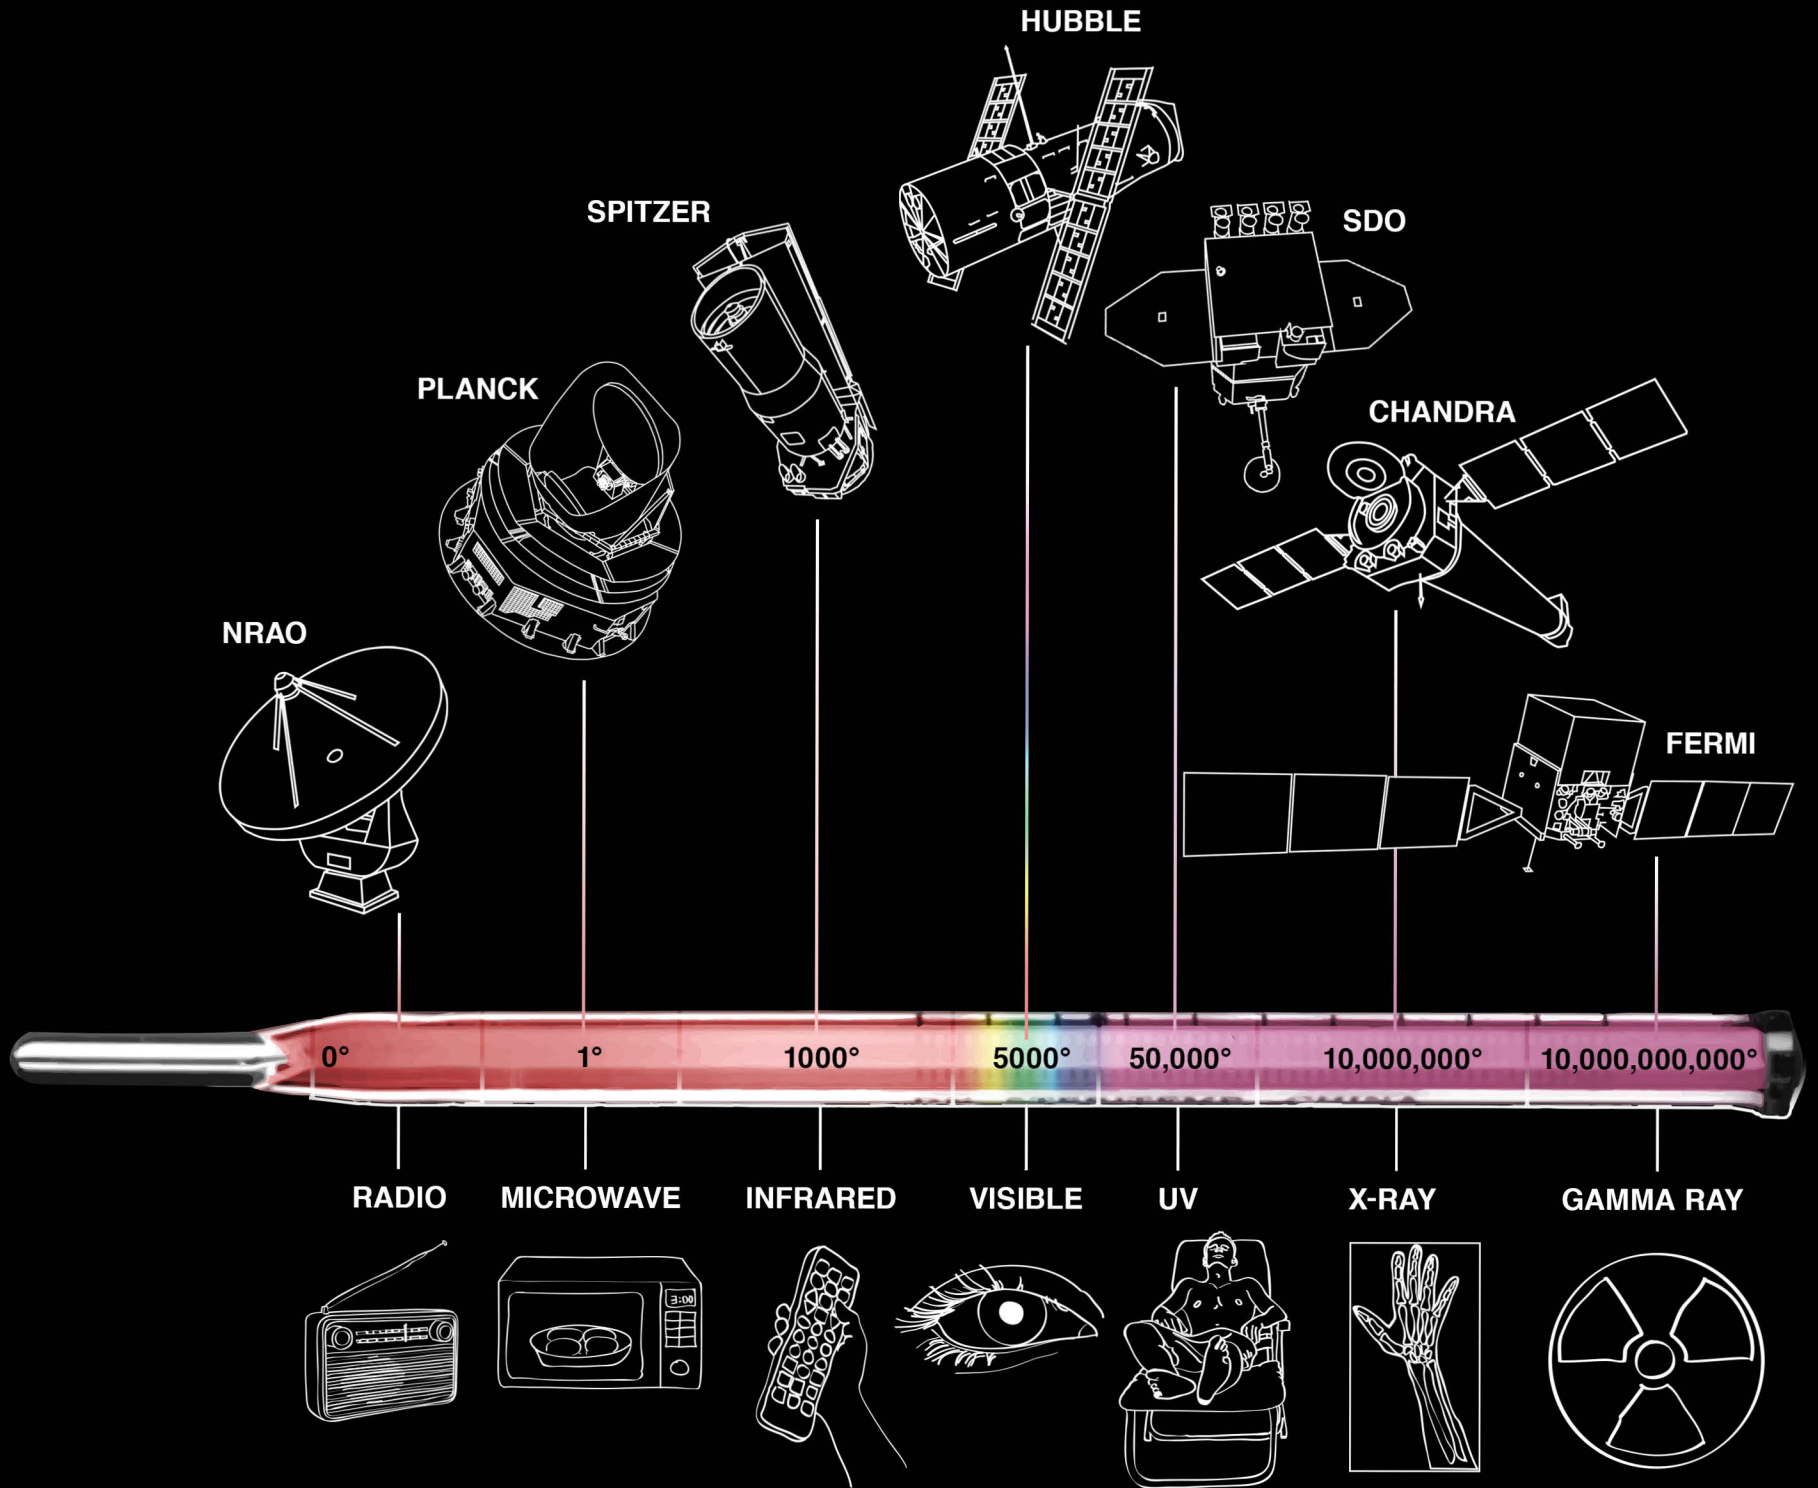 HUBBLE
SPITZER
SDO
PLANCK
CHANDRA
NRAO
FERMI
0° 1° 1000° 5000° 50,000° 10,000,000° 10,000,000,000°
RADIO MICROWAVE INFRARED VISIBLE UV X-RAY GAMMA RAY
3:00